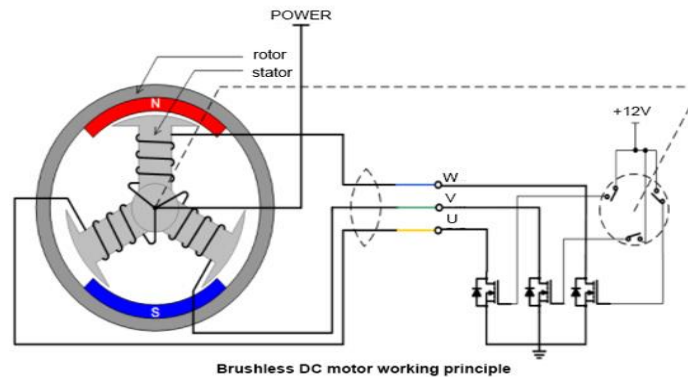 POWER
rotor
stator
N
+12V
W
V
U
S
Brushless DC motor working principle